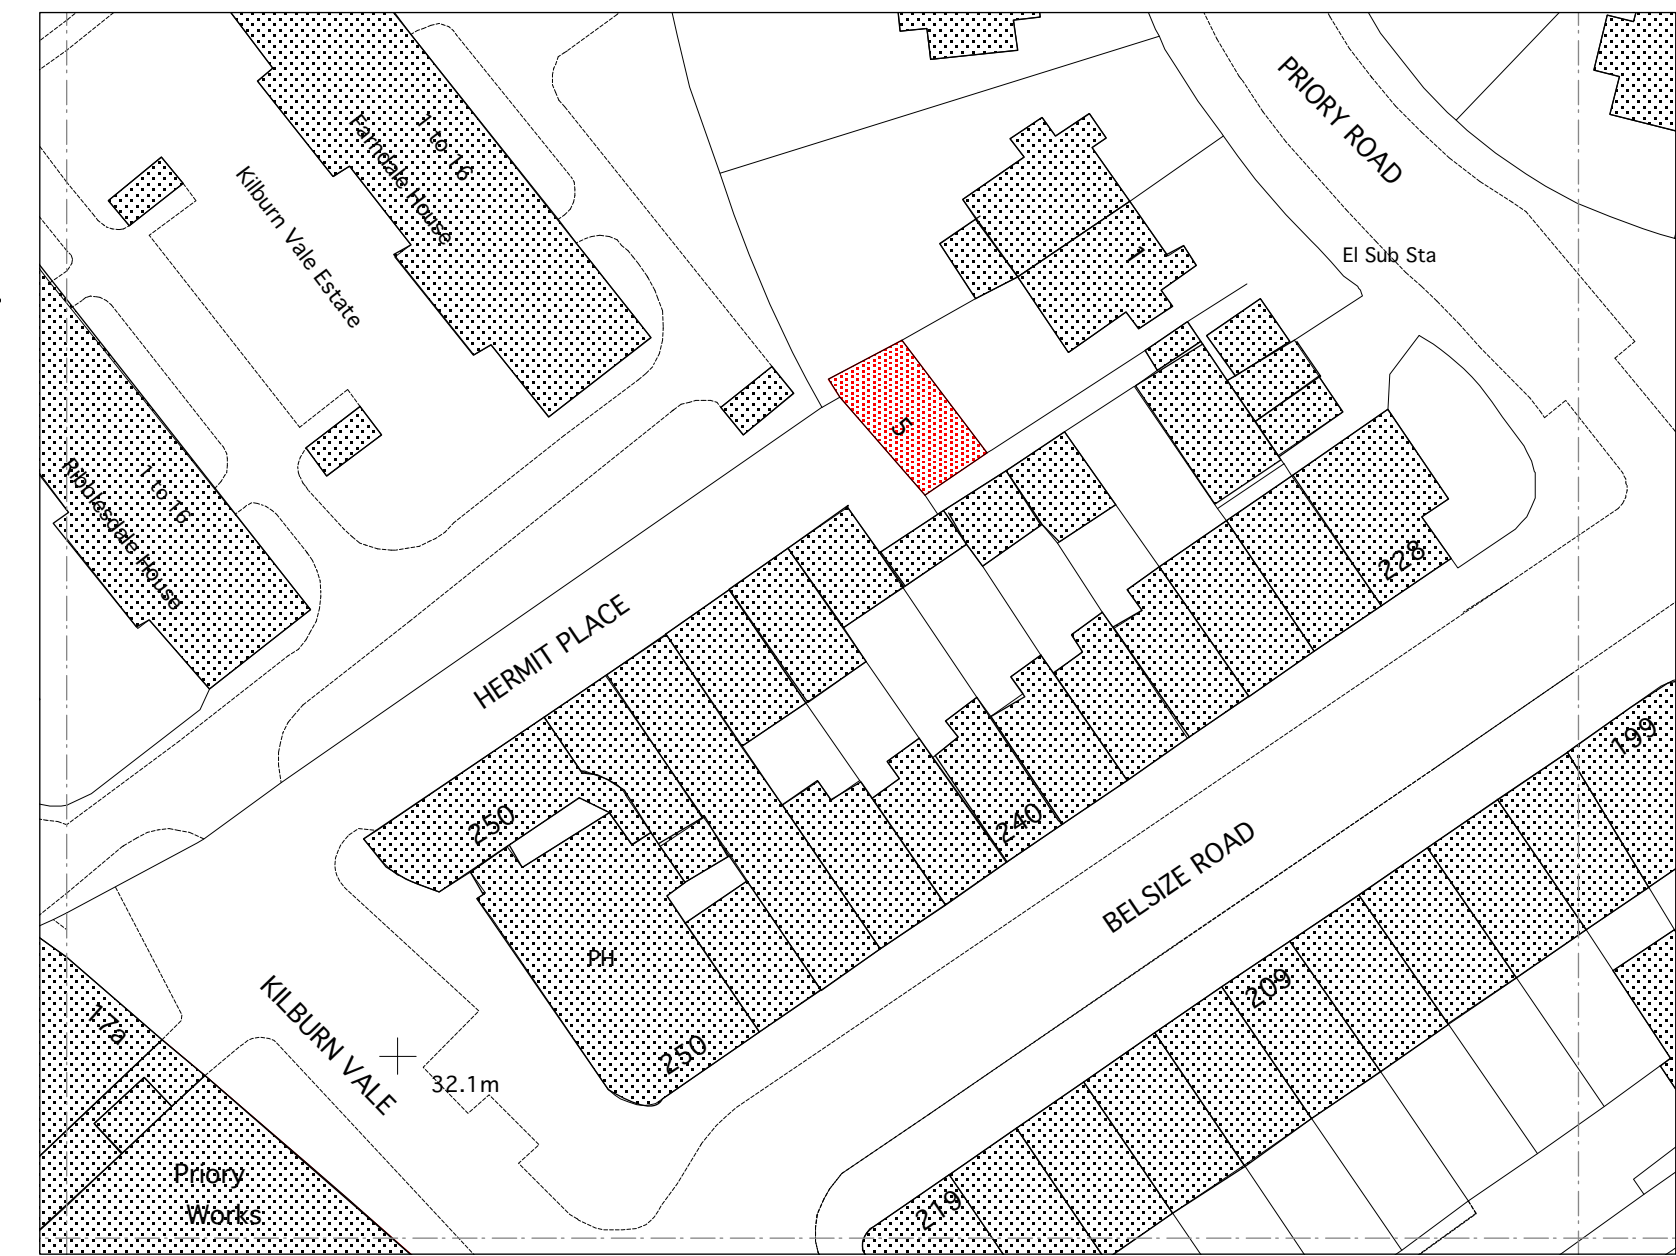 PRIORY ROAD
1 to 16
Farndale House
Kilburn Vale Estate
1
El Sub Sta
5
1 to 16
Ribblesdale House
HERMIT PLACE
228
199
250
240
BELSIZE ROAD
PH
209
17a
KILBURN VALE
250
32.1m
Priory
Works
219